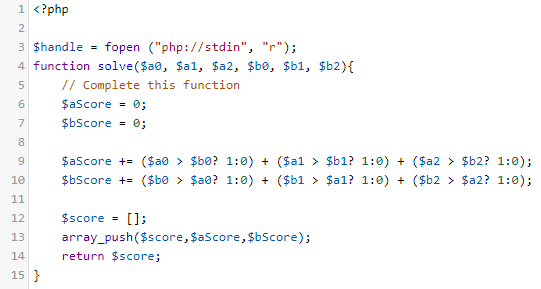 1 <?php
2
3 $handle = fopen ("php://stdin", "r");
4 function solve($a0, $a1, $a2, $b0, $b1, $b2){
5     // Complete this function
6     $aScore = 0;
7     $bScore = 0;
8
9     $aScore += ($a0 > $b0? 1:0) + ($a1 > $b1? 1:0) + ($a2 > $b2? 1:0);
10     $bScore += ($b0 > $a0? 1:0) + ($b1 > $a1? 1:0) + ($b2 > $a2? 1:0);
11
12     $score = [];
13     array_push($score,$aScore,$bScore);
14     return $score;
15 }